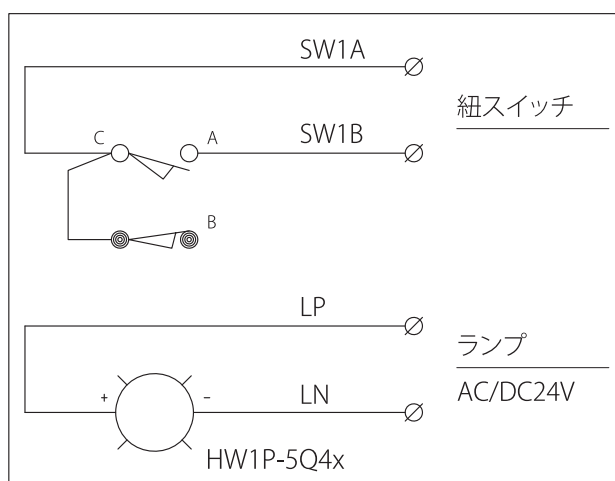 SW1A
紐スイッチ
C
A
SW1B
B
LP
ランプ
+
-
LN
AC/DC24V
HW1P-5Q4x